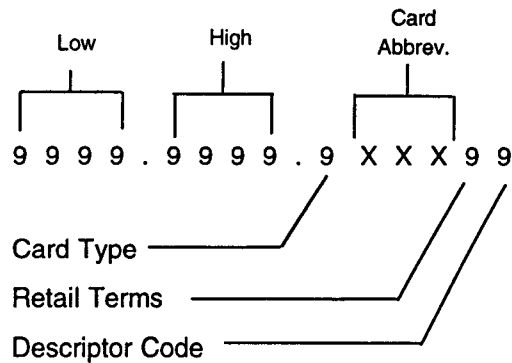 Low
High
Card
Abbrev.
9 9 9 9 . 9 9 9 9 . 9 X X X 9 9
Card Type
Retail Terms
Descriptor Code